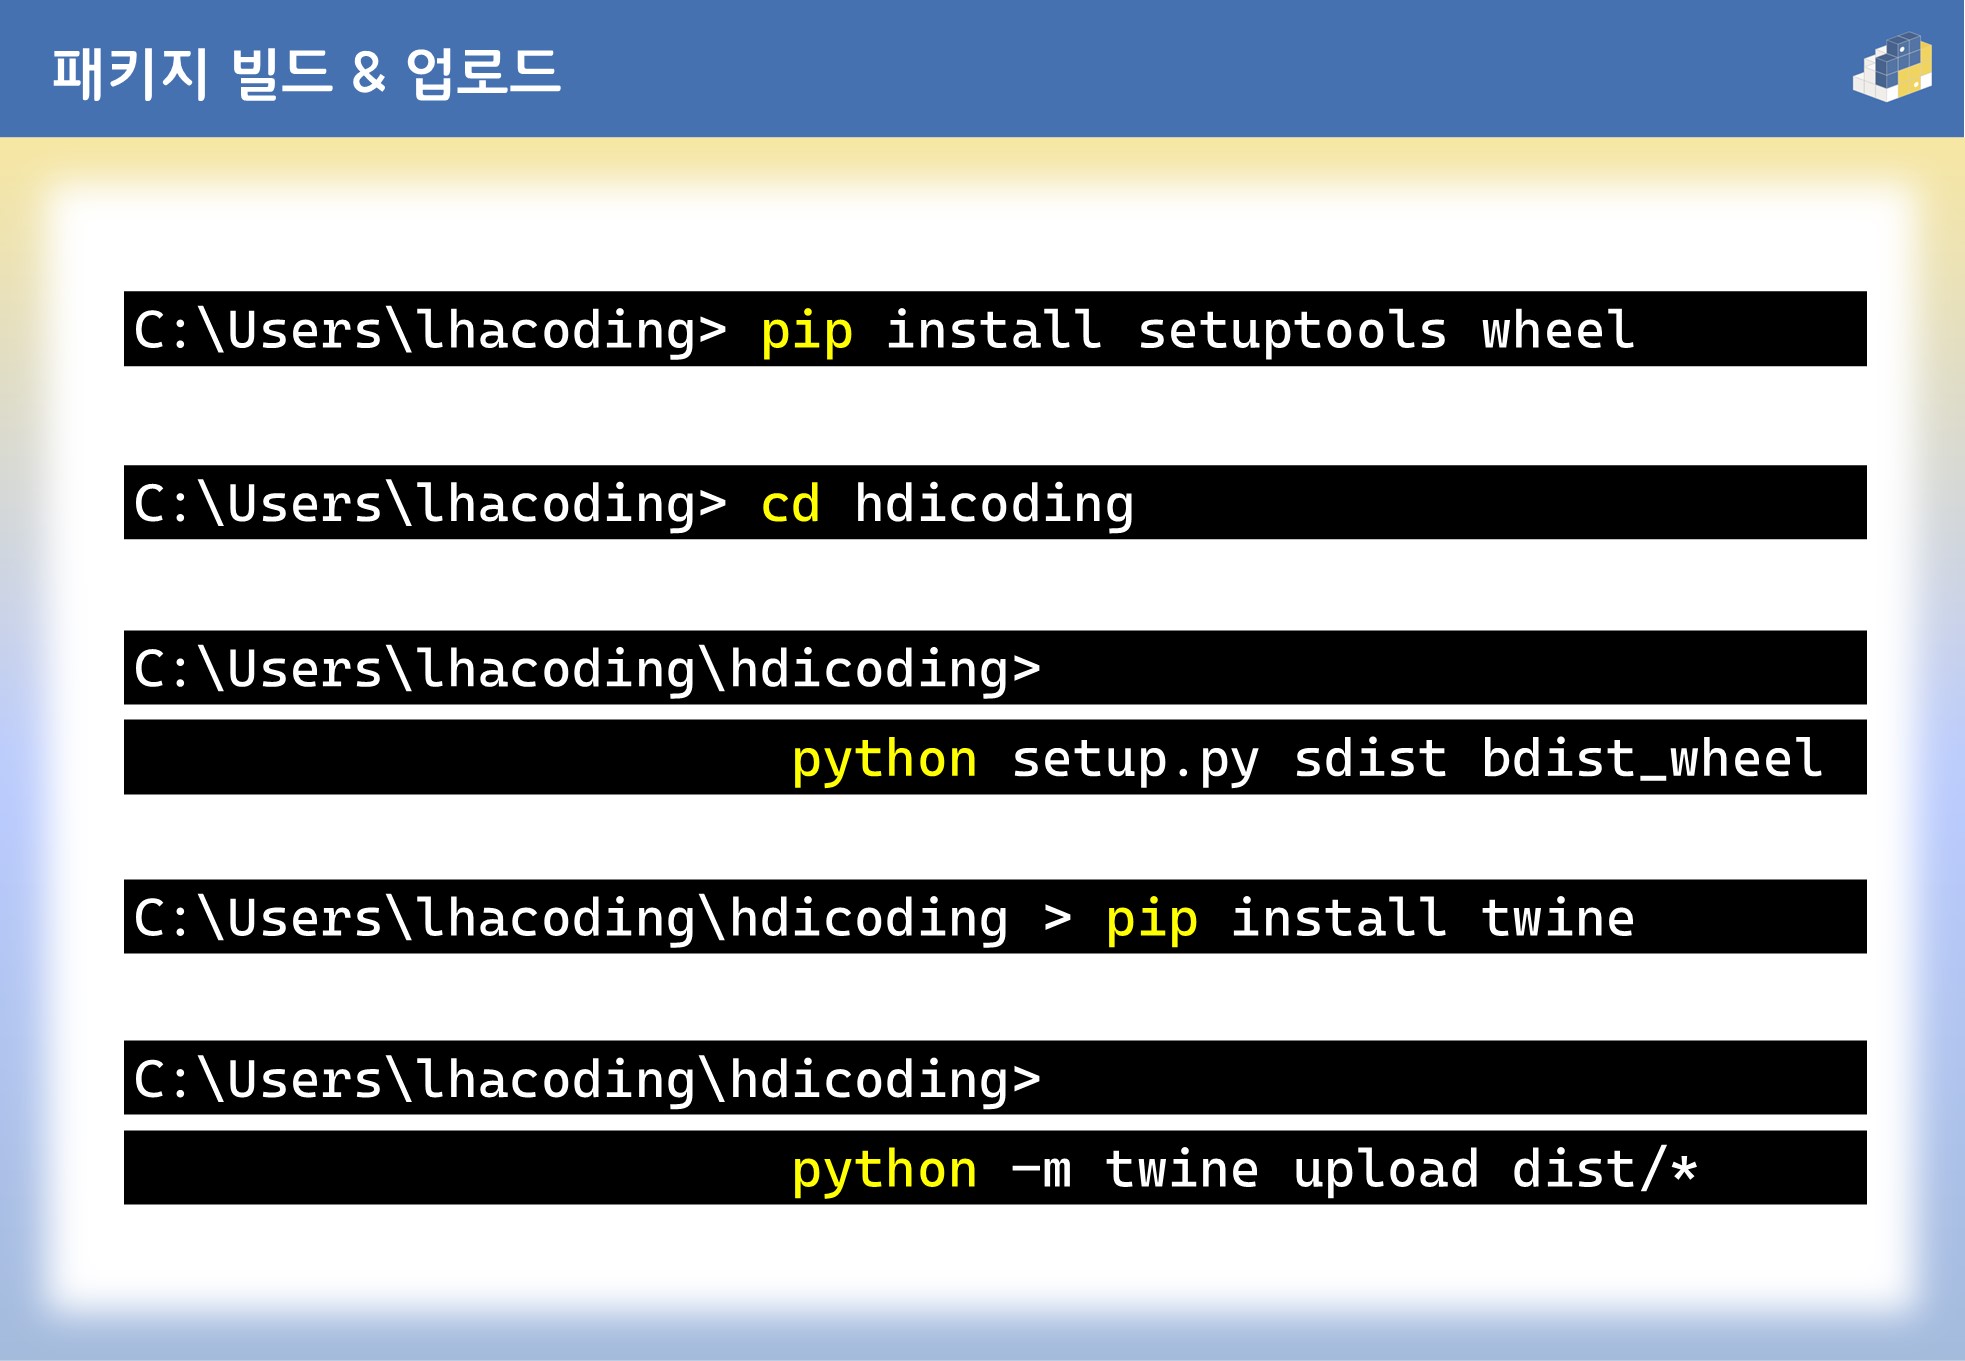 패키지 빌드 & 업로드
C:\Users\lhacoding> pip install setuptools wheel
C:\Users\lhacoding> cd hdicoding
C:\Users\lhacoding\hdicoding>
python setup.py sdist bdist_wheel
C:\Users\lhacoding\hdicoding > pip install twine
C:\Users\lhacoding\hdicoding>
python –m twine upload dist/*